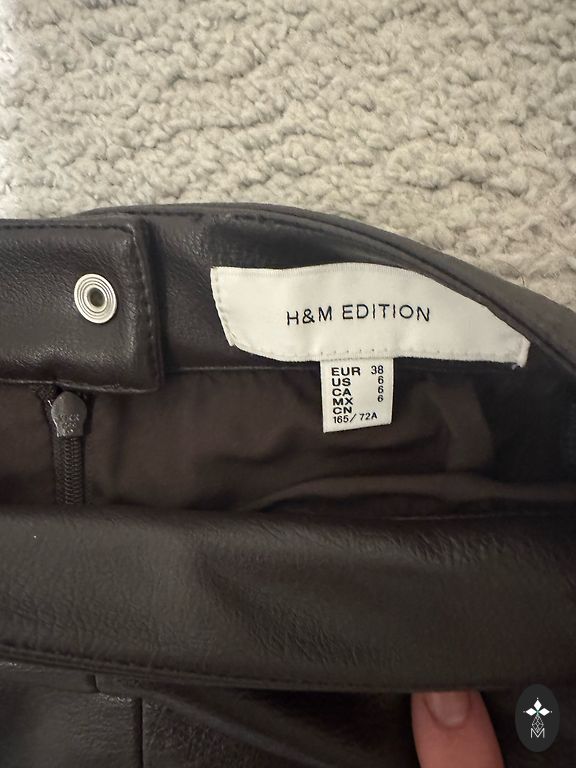 H&M EDITION
EUR 38
US 6
CA 6
MX 6
CN
165/72A